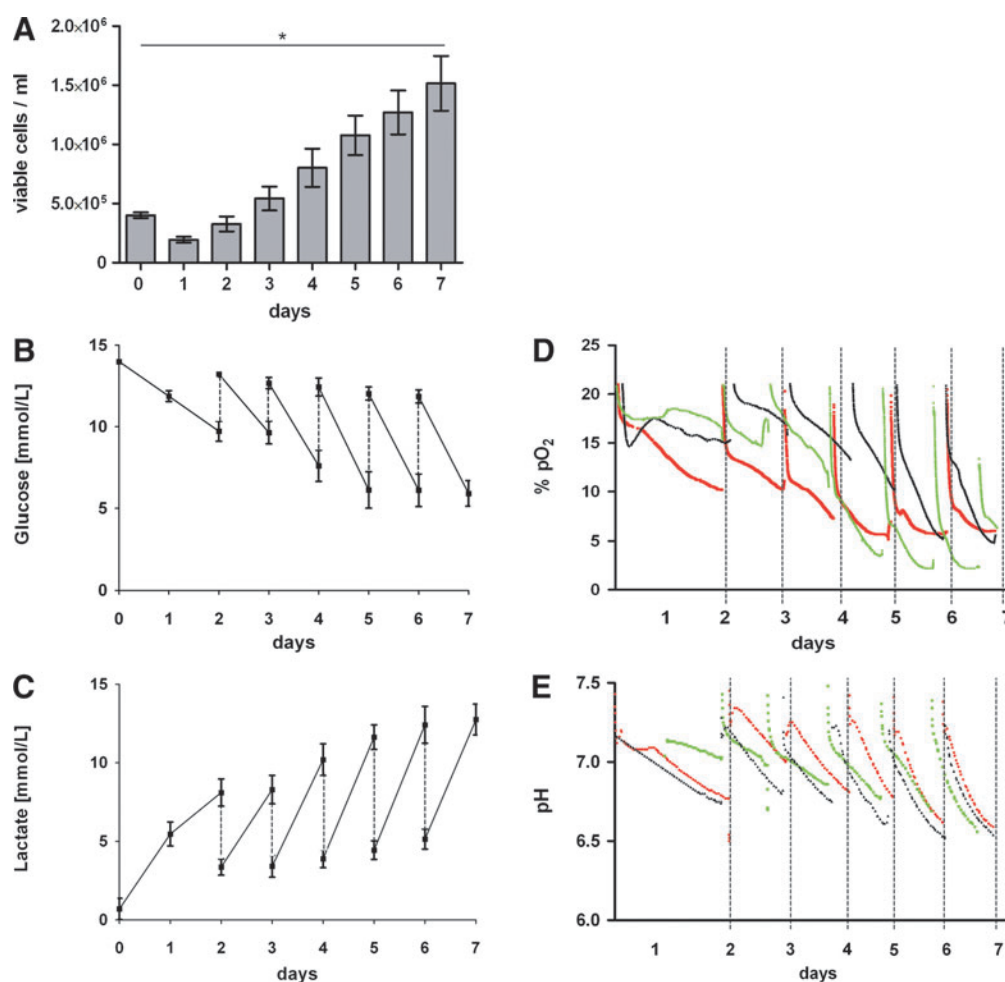 A
viable cells / ml
2.0×10⁶
1.5×10⁶
1.0×10⁶
5.0×10⁵
0
*
0 1 2 3 4 5 6 7
days
B
Glucose [mmol/L]
15
10
5
0
0 1 2 3 4 5 6 7
days
C
Lactate [mmol/L]
15
10
5
0
0 1 2 3 4 5 6 7
days
D
% pO₂
25
20
15
10
5
0
1 2 3 4 5 6 7
days
E
pH
7.5
7.0
6.5
6.0
1 2 3 4 5 6 7
days